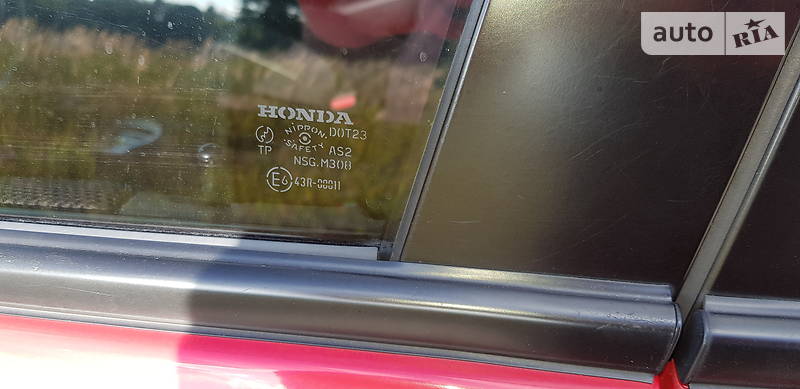 auto RIA
HONDA
NIPPON DOT23
SAFETY AS2
TP
NSG.M308
E6 43R-00011